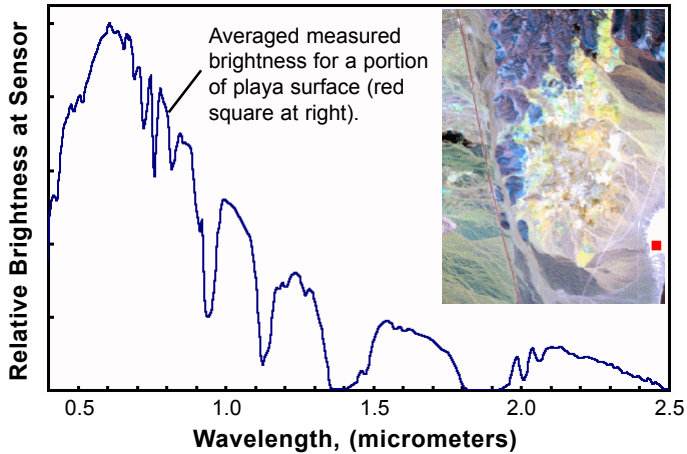 Relative Brightness at Sensor
Averaged measured
brightness for a portion
of playa surface (red
square at right).
0.5
1.0
1.5
2.0
2.5
Wavelength, (micrometers)